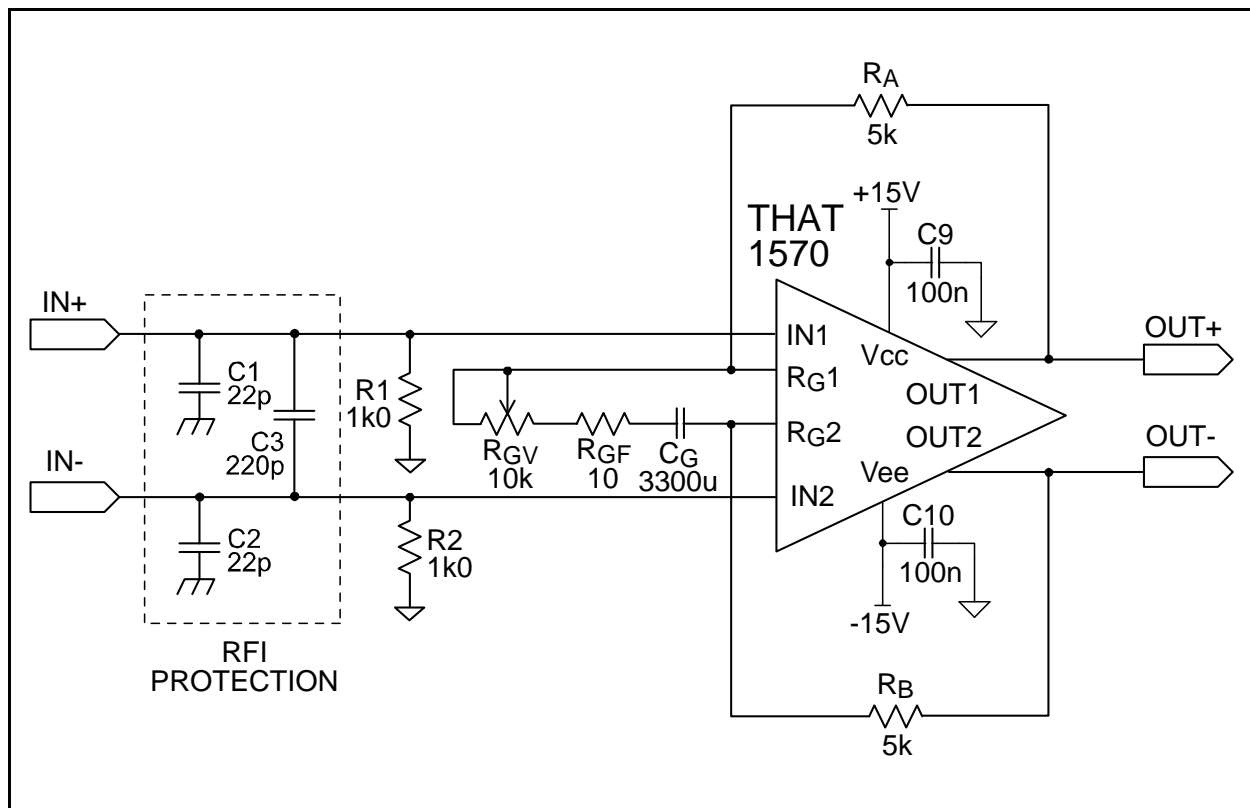 RA
5k
+15V
THAT
1570
C9
100n
IN+
IN1
Vcc
OUT+
C1
22p
R1
1k0
RG1
OUT1
C3
220p
RGV
10k
RGF
10
CG
3300u
RG2
OUT2
IN-
IN2
Vee
OUT-
C2
22p
R2
1k0
C10
100n
-15V
RFI
PROTECTION
RB
5k